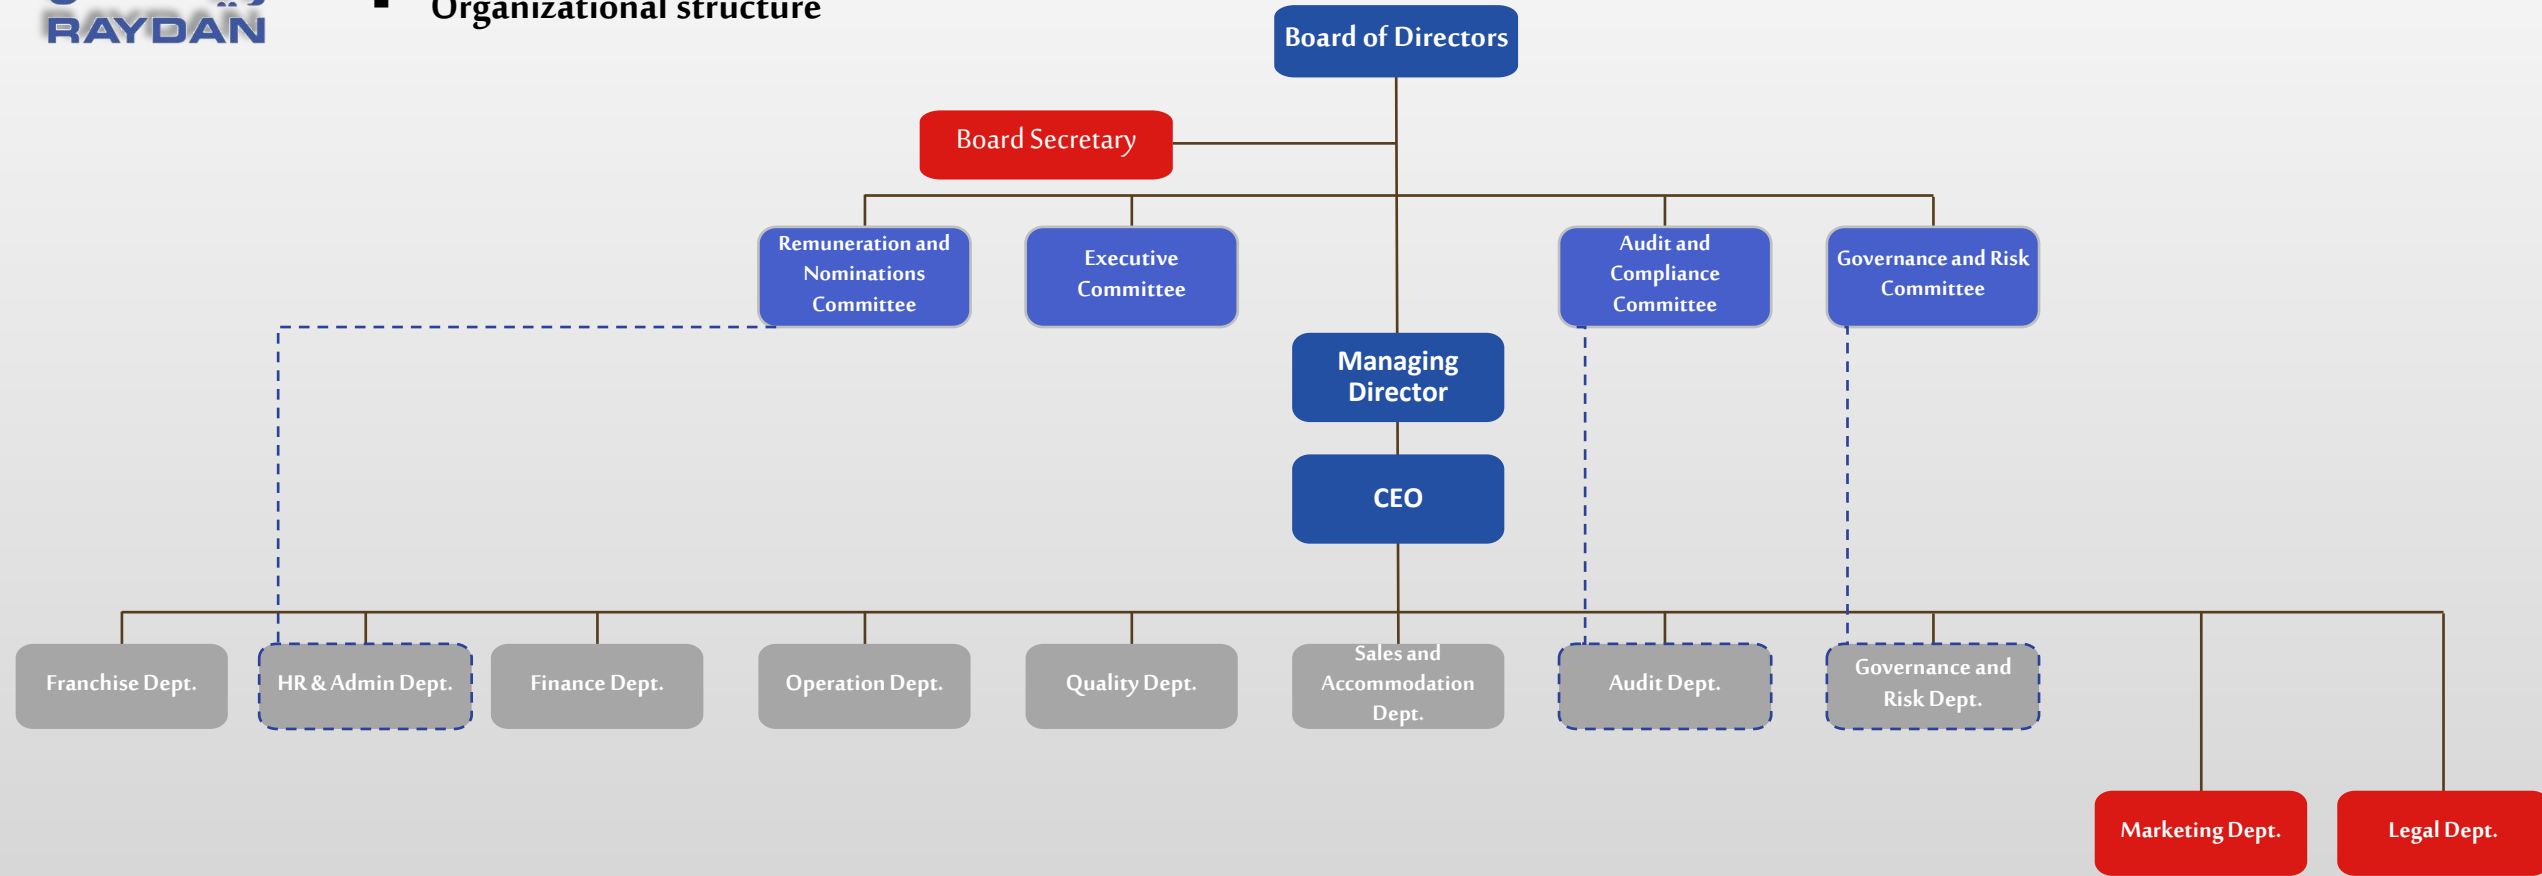 RAYDAN
Organizational structure
Board of Directors
Board Secretary
Remuneration and
Nominations
Committee
Executive
Committee
Audit and
Compliance
Committee
Governance and Risk
Committee
Managing
Director
CEO
Franchise Dept.
HR & Admin Dept.
Finance Dept.
Operation Dept.
Quality Dept.
Sales and
Accommodation
Dept.
Audit Dept.
Governance and
Risk Dept.
Marketing Dept.
Legal Dept.